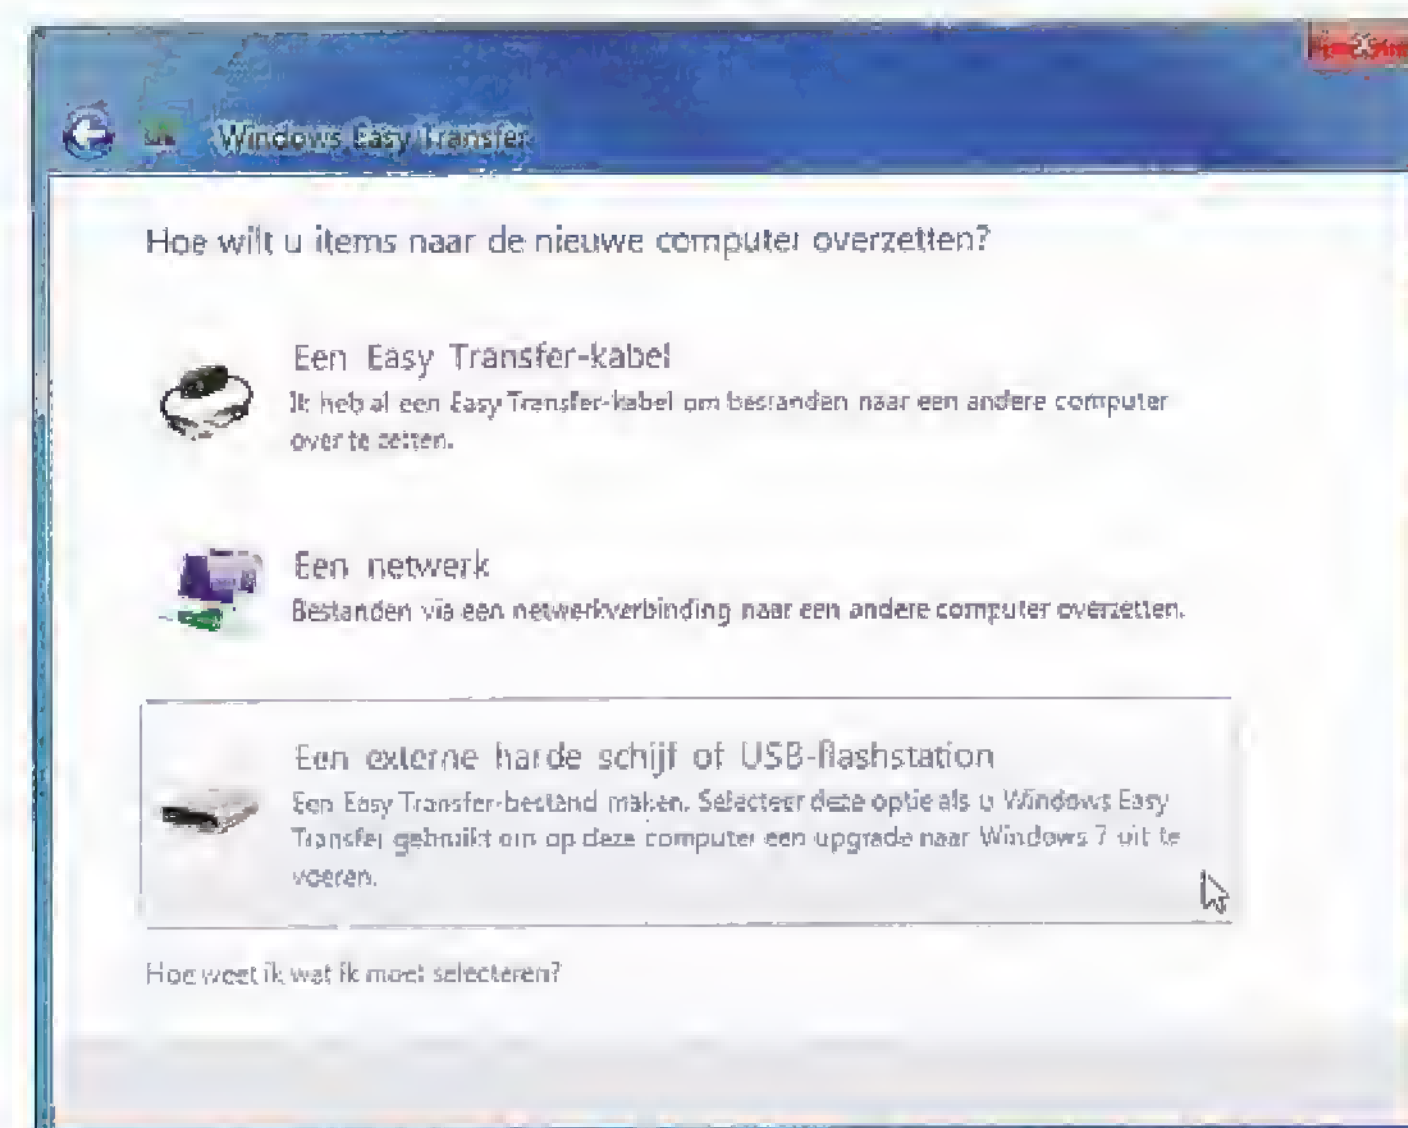 Windows Easy Transfer
Hoe wilt u items naar de nieuwe computer overzetten?
Een Easy Transfer-kabel
Ik heb al een Easy Transfer-kabel om bestanden naar een andere computer
over te zetten.
Een netwerk
Bestanden via een netwerkverbinding naar een andere computer overzetten.
Een externe harde schijf of USB-flashstation
Een Easy Transfer-bestand maken. Selecteer deze optie als u Windows Easy
Transfer gebruikt om op deze computer een upgrade naar Windows 7 uit te
voeren.
Hoe weet ik wat ik moet selecteren?